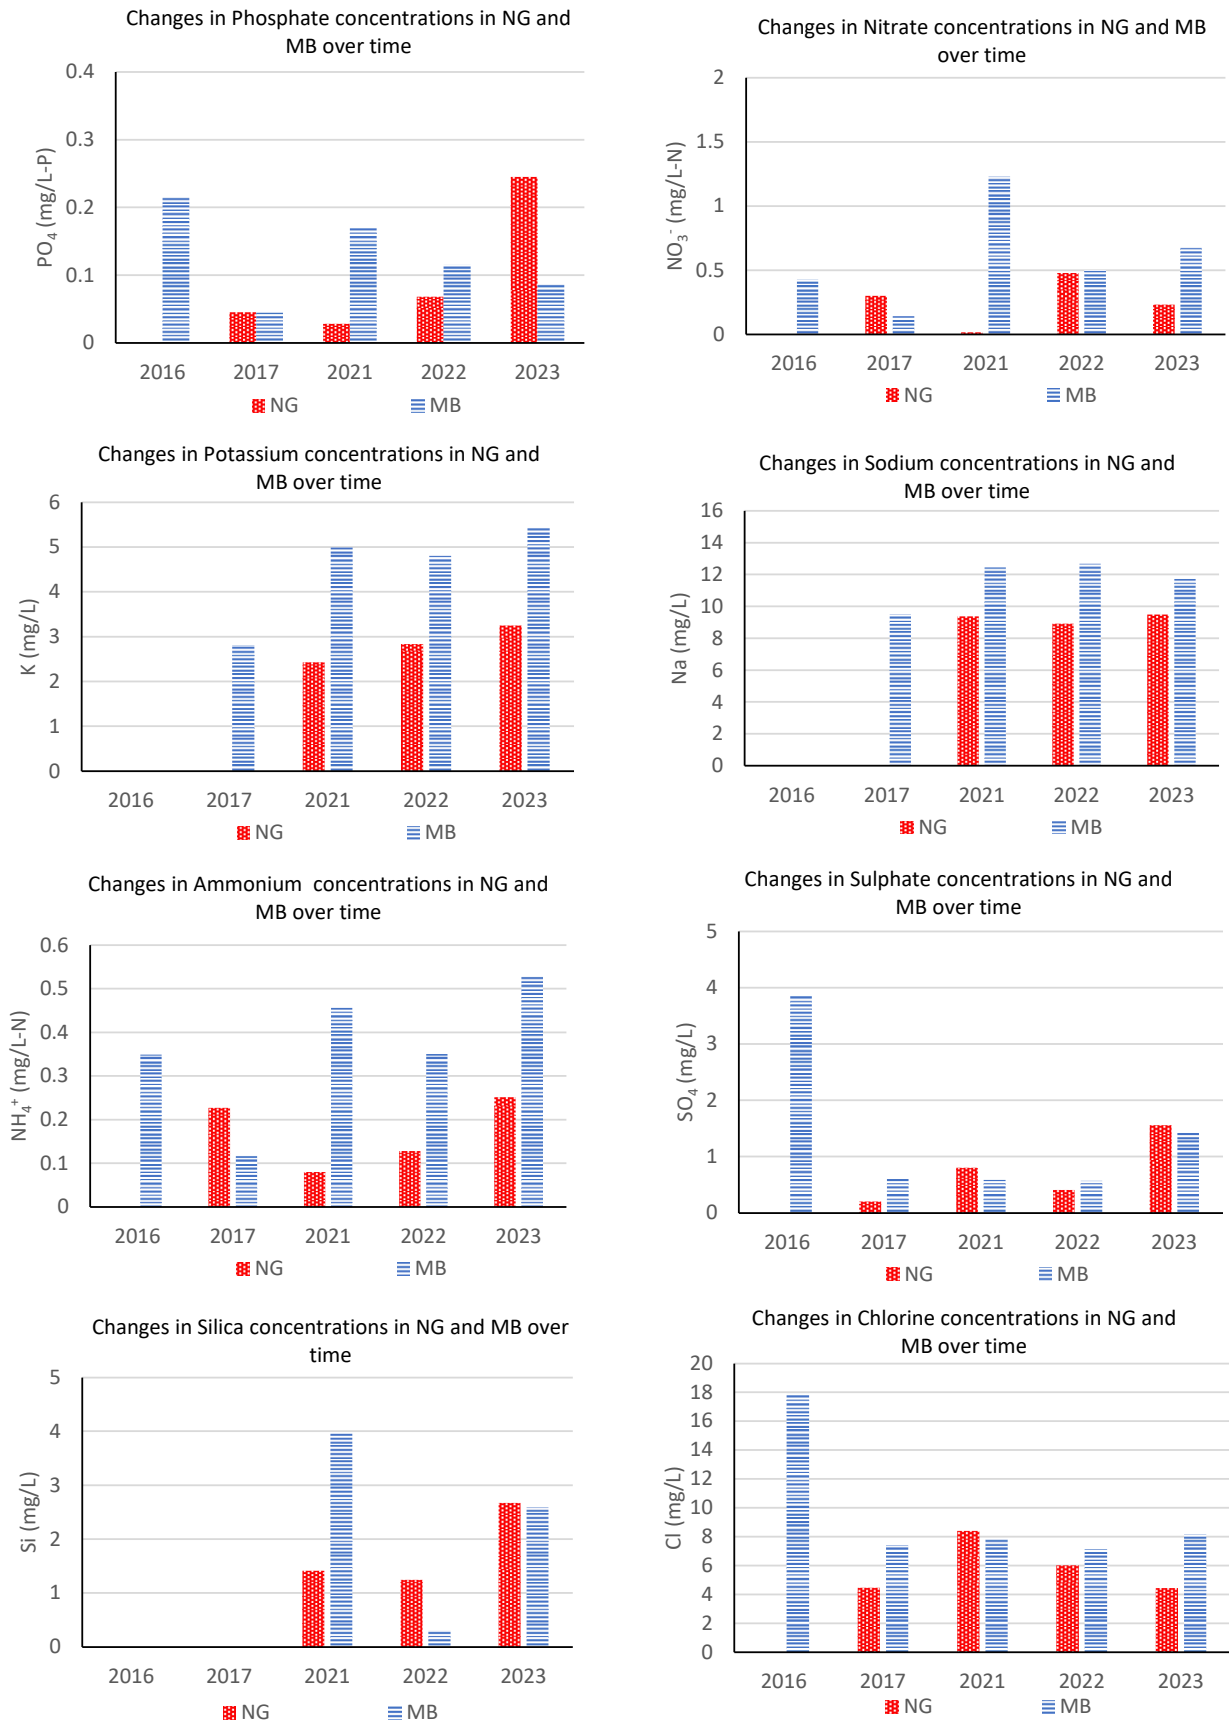 Changes in Phosphate concentrations in NG and
MB over time
0.4
0.3
0.2
0.1
0
PO₄ (mg/L-P)
2016 2017 2021 2022 2023
NG MB
Changes in Nitrate concentrations in NG and MB
over time
2
1.5
1
0.5
0
NO₃⁻ (mg/L-N)
2016 2017 2021 2022 2023
NG MB
Changes in Potassium concentrations in NG and
MB over time
6
5
4
3
2
1
0
K (mg/L)
2016 2017 2021 2022 2023
NG MB
Changes in Sodium concentrations in NG and
MB over time
16
14
12
10
8
6
4
2
0
Na (mg/L)
2016 2017 2021 2022 2023
NG MB
Changes in Ammonium concentrations in NG and
MB over time
0.6
0.5
0.4
0.3
0.2
0.1
0
NH₄⁺ (mg/L-N)
2016 2017 2021 2022 2023
NG MB
Changes in Sulphate concentrations in NG and
MB over time
5
4
3
2
1
0
SO₄ (mg/L)
2016 2017 2021 2022 2023
NG MB
Changes in Silica concentrations in NG and MB over
time
5
4
3
2
1
0
Si (mg/L)
2016 2017 2021 2022 2023
NG MB
Changes in Chlorine concentrations in NG and
MB over time
20
18
16
14
12
10
8
6
4
2
0
Cl (mg/L)
2016 2017 2021 2022 2023
NG MB